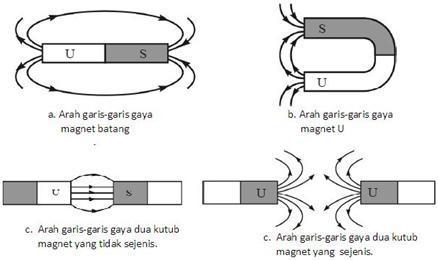 U S
a. Arah garis-garis gaya
magnet batang
S
U
b. Arah garis-garis gaya
magnet U
U S
c. Arah garis-garis gaya dua kutub
magnet yang tidak sejenis.
U U
c. Arah garis-garis gaya dua kutub
magnet yang sejenis.